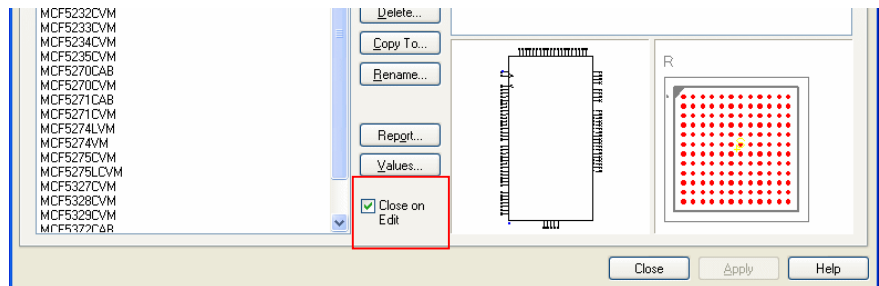 MCF5232CVM
MCF5233CVM
MCF5234CVM
MCF5235CVM
MCF5270CAB
MCF5270CVM
MCF5271CAB
MCF5271CVM
MCF5274LVM
MCF5274VM
MCF5275CVM
MCF5275LCVM
MCF5327CVM
MCF5328CVM
MCF5329CVM
MCF5372CAB
Delete...
Copy To...
Rename...
Report...
Values...
Close on
Edit
R
Close
Apply
Help